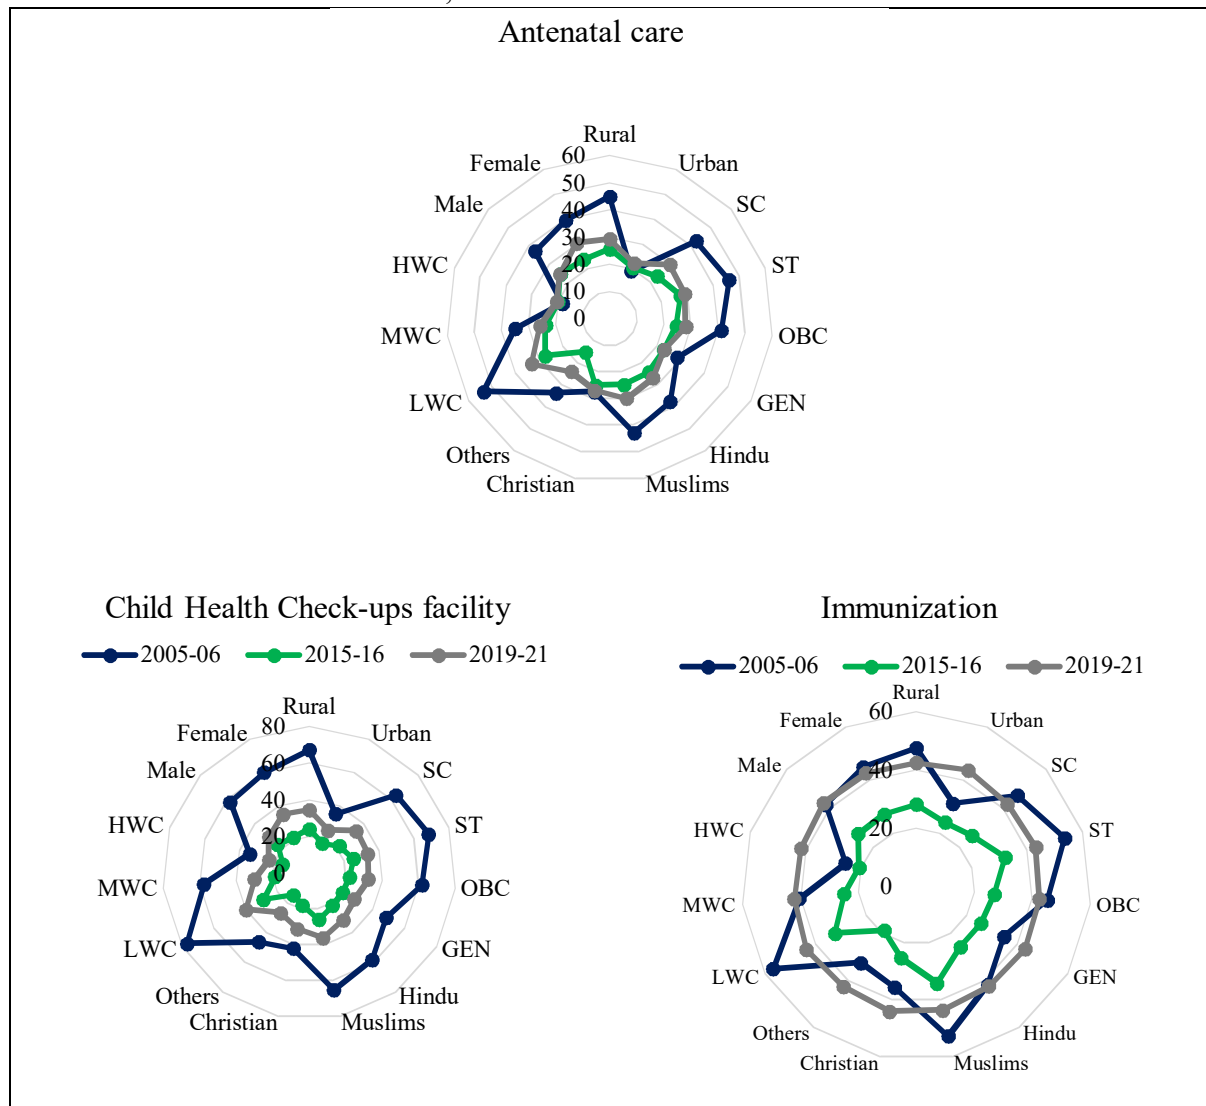 Antenatal care
Rural
Urban
SC
ST
OBC
GEN
Hindu
Muslims
Christian
Others
LWC
MWC
HWC
Male
Female
60
50
40
30
20
10
0
Child Health Check-ups facility
2005-06 2015-16 2019-21
Rural
Urban
SC
ST
OBC
GEN
Hindu
Muslims
Christian
Others
LWC
MWC
HWC
Male
Female
80
60
40
20
0
Immunization
2005-06 2015-16 2019-21
Rural
Urban
SC
ST
OBC
GEN
Hindu
Muslims
Christian
Others
LWC
MWC
HWC
Male
Female
60
40
20
0